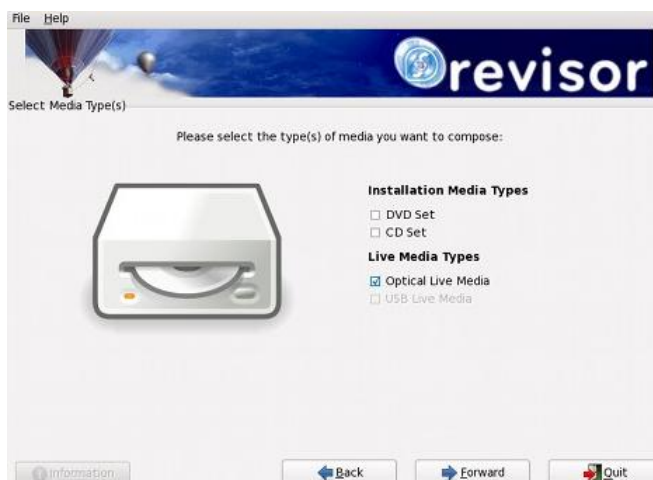 File Help
revisor
Select Media Type(s)
Please select the type(s) of media you want to compose:
Installation Media Types
DVD Set
CD Set
Live Media Types
Optical Live Media
USB Live Media
Information
Back
Forward
Quit